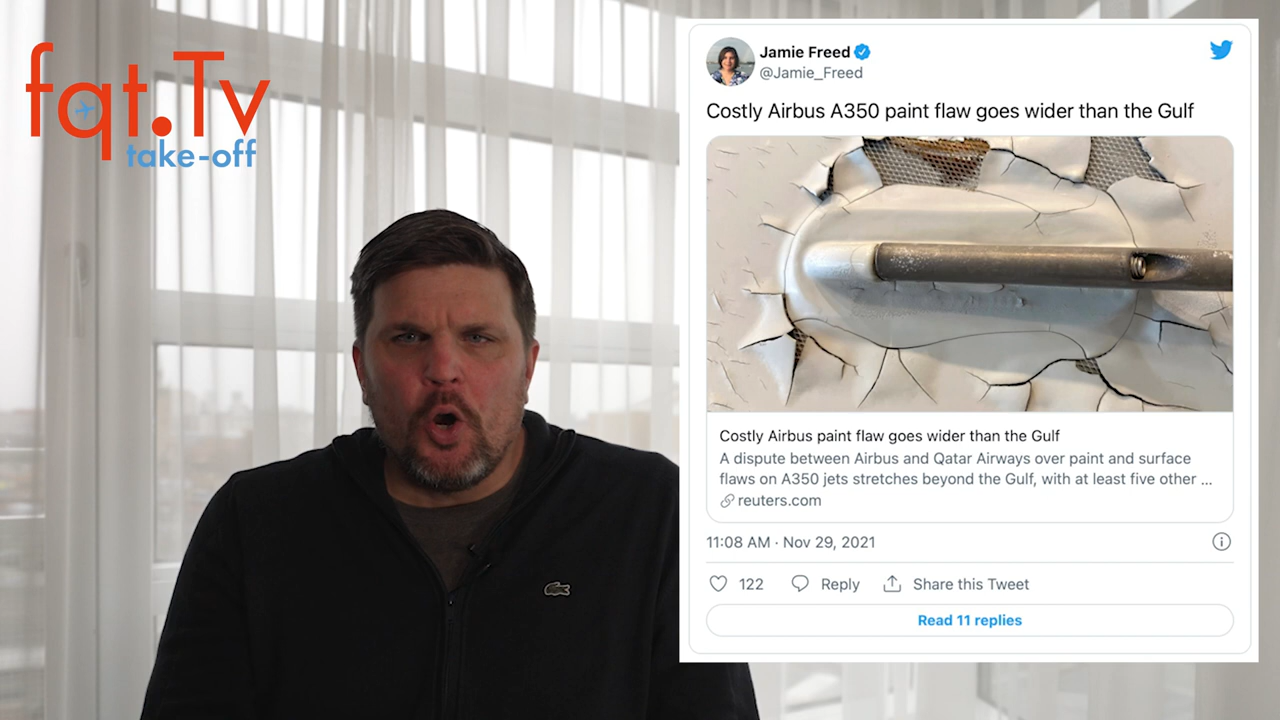 fqt.Tv
take-off
Jamie Freed
@Jamie_Freed
Costly Airbus A350 paint flaw goes wider than the Gulf
Costly Airbus paint flaw goes wider than the Gulf
A dispute between Airbus and Qatar Airways over paint and surface
flaws on A350 jets stretches beyond the Gulf, with at least five other ...
reuters.com
11:08 AM · Nov 29, 2021
122 Reply Share this Tweet
Read 11 replies